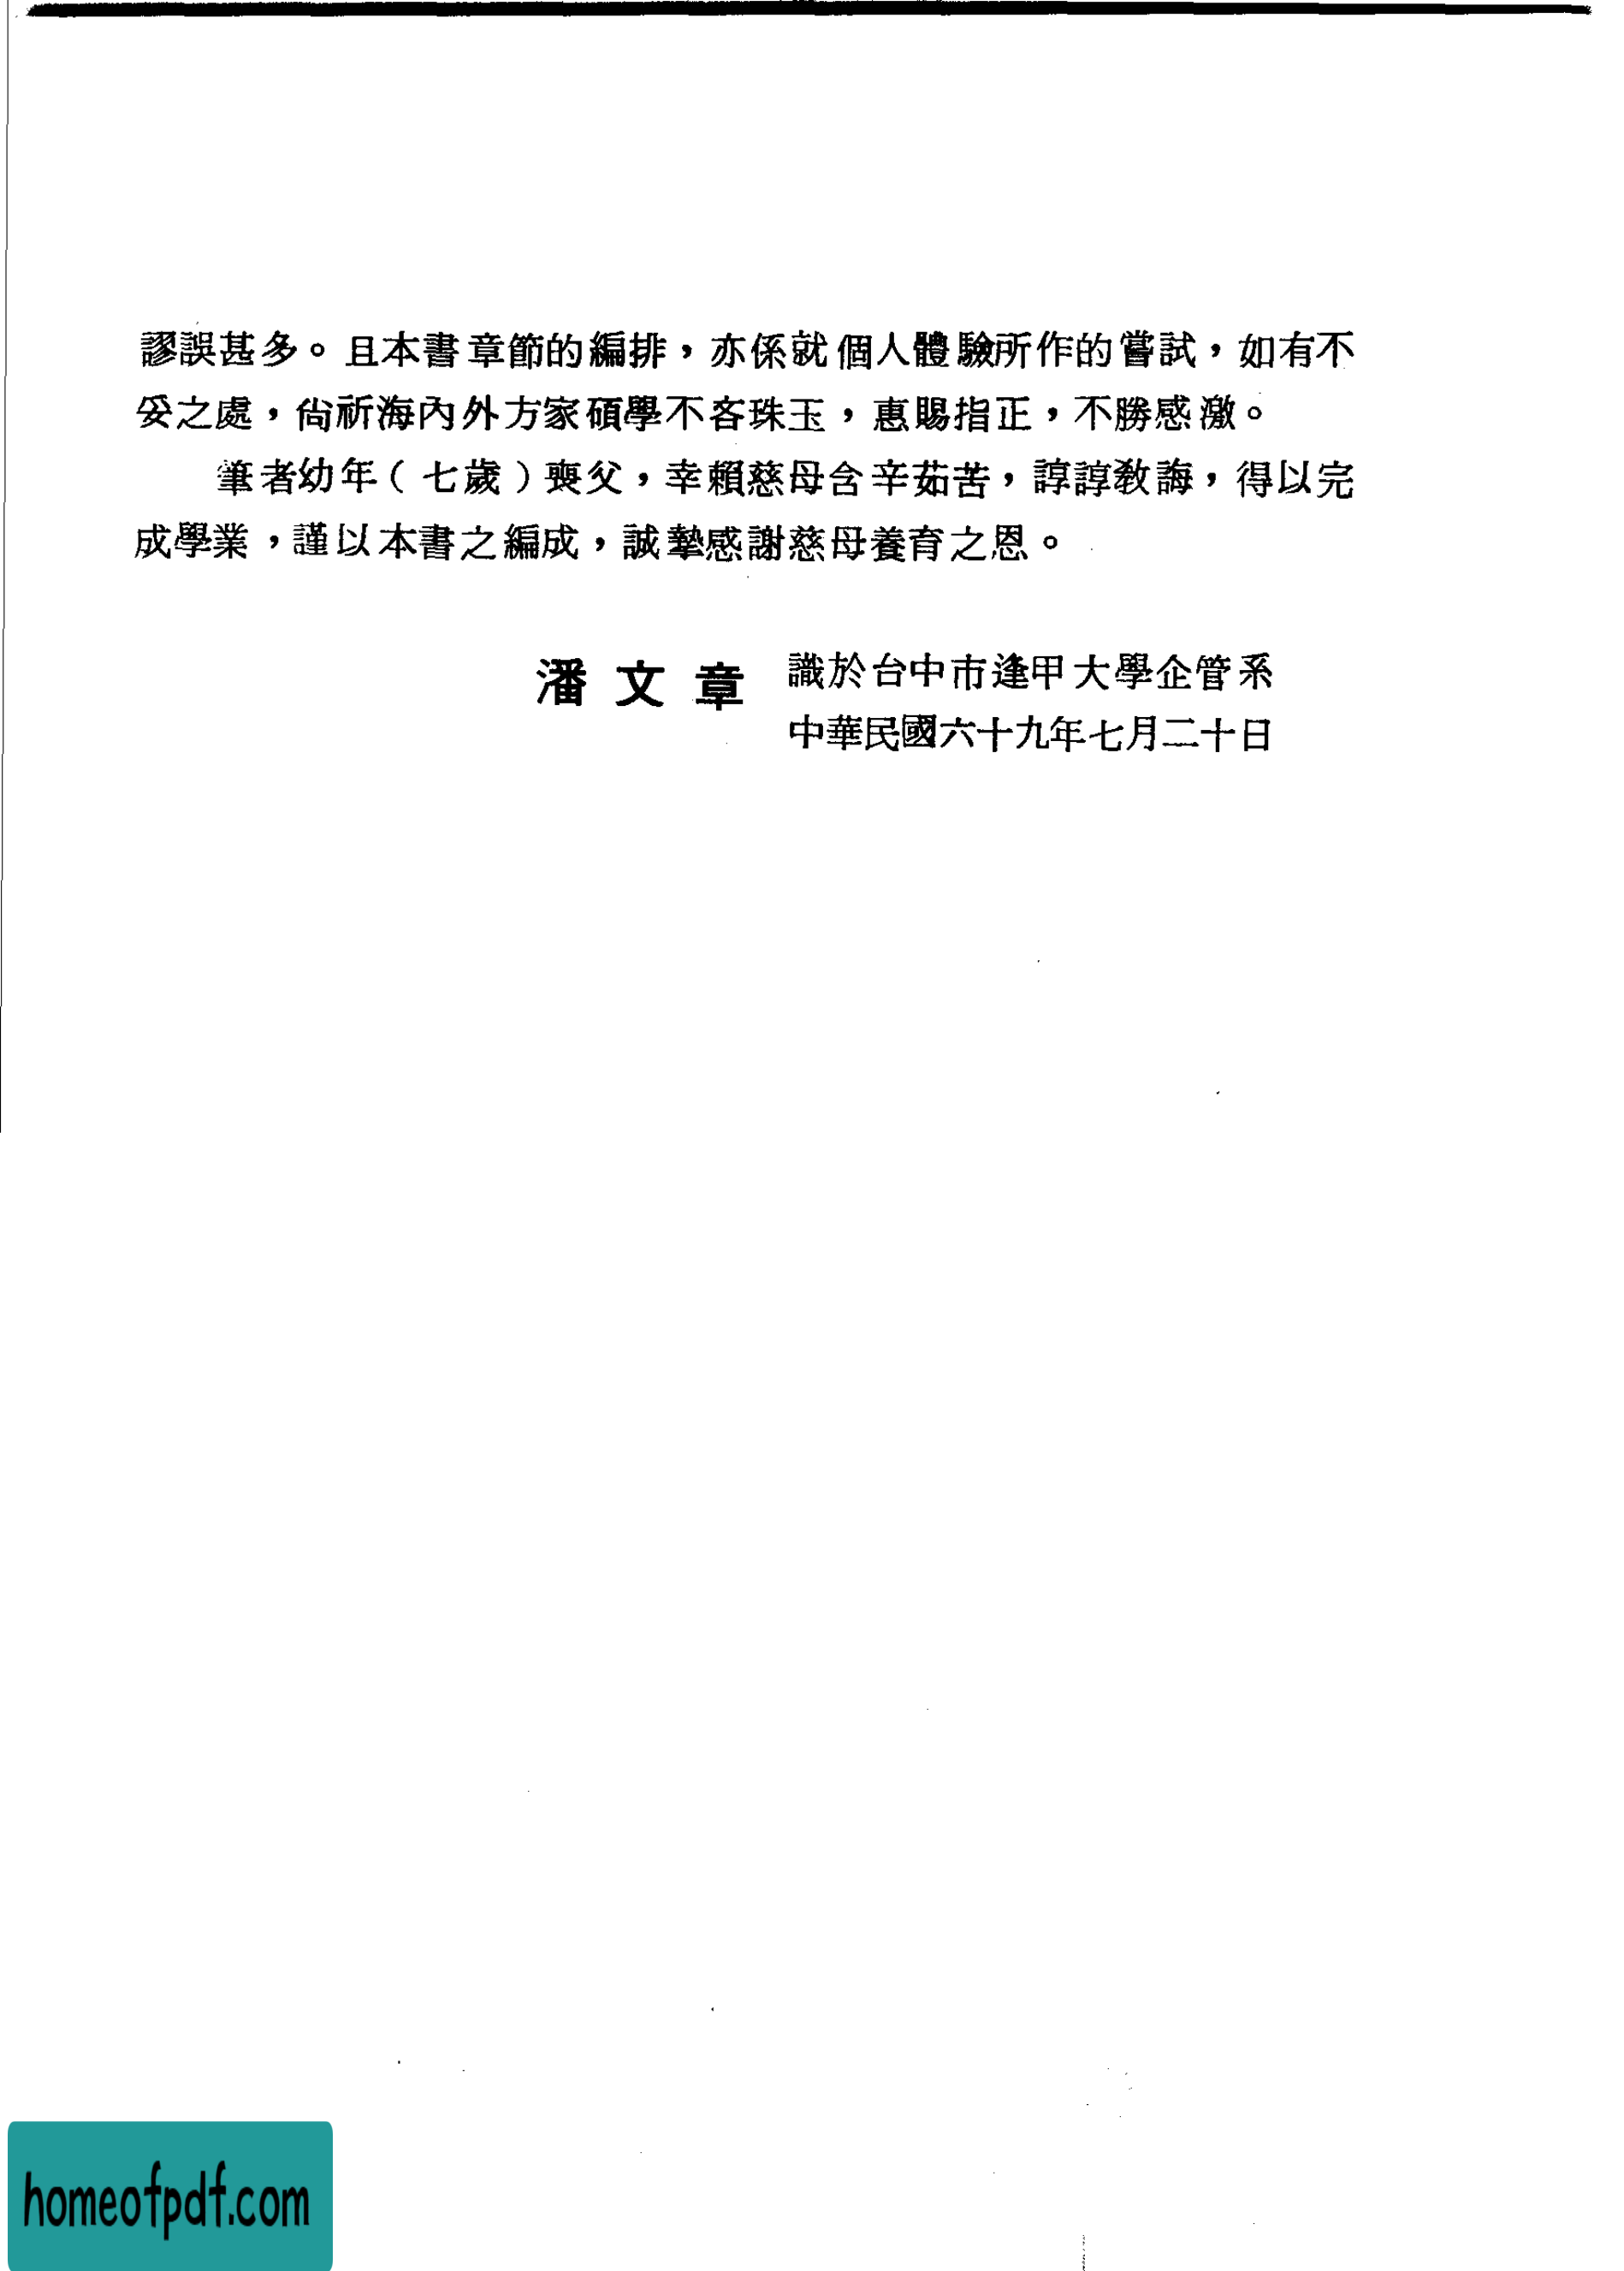 謬誤甚多。且本書章節的編排，亦係就個人體驗所作的嘗試，如有不
妥之處，尙祈海內外方家碩學不吝珠玉，惠賜指正，不勝感激。
筆者幼年（七歲）喪父，幸賴慈母含辛茹苦，諄諄教誨，得以完
成學業，謹以本書之編成，誠摯感謝慈母養育之恩。
潘文章 識於台中市逢甲大學企管系
中華民國六十九年七月二十日
homeofpdf.com